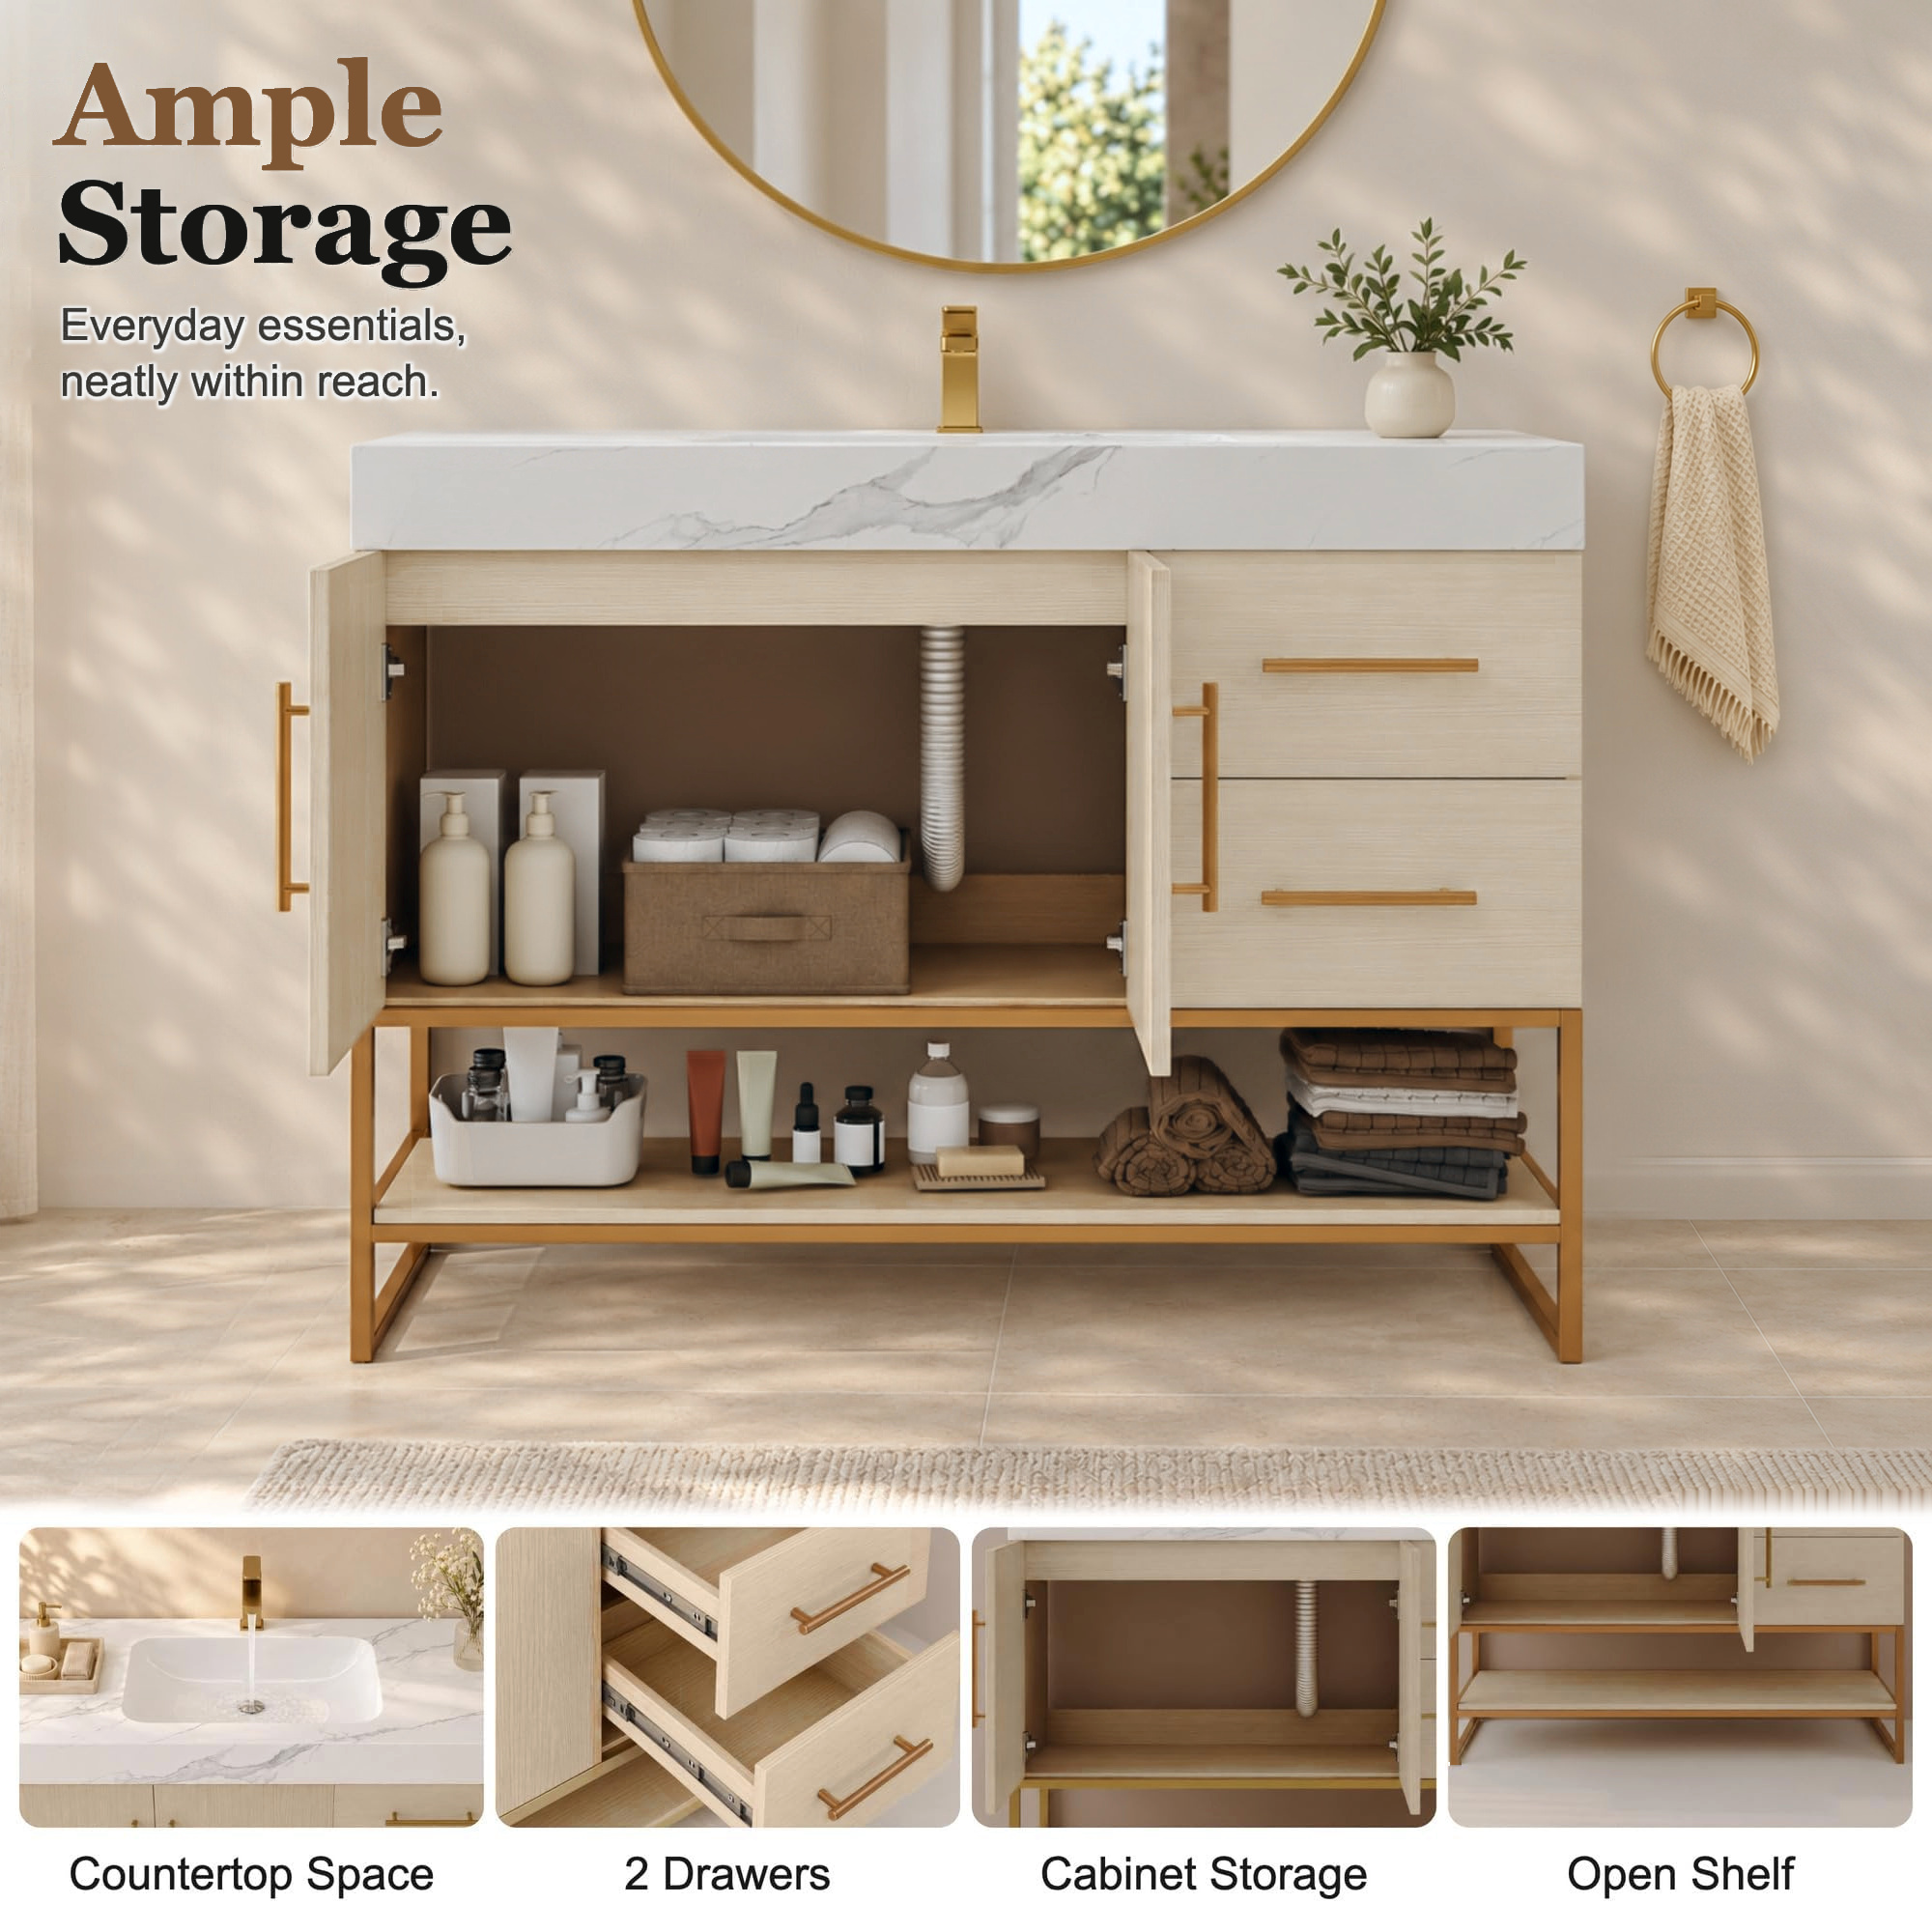 Ample
Storage
Everyday essentials,
neatly within reach.
Countertop Space
2 Drawers
Cabinet Storage
Open Shelf